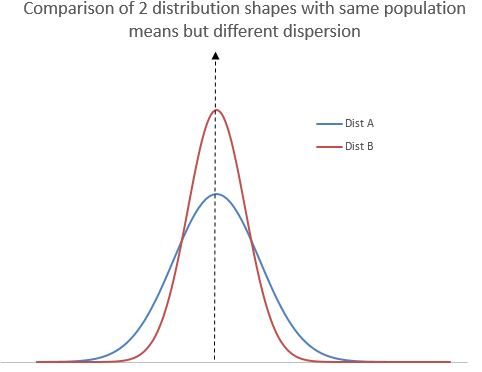 Comparison of 2 distribution shapes with same population
means but different dispersion
Dist A
Dist B